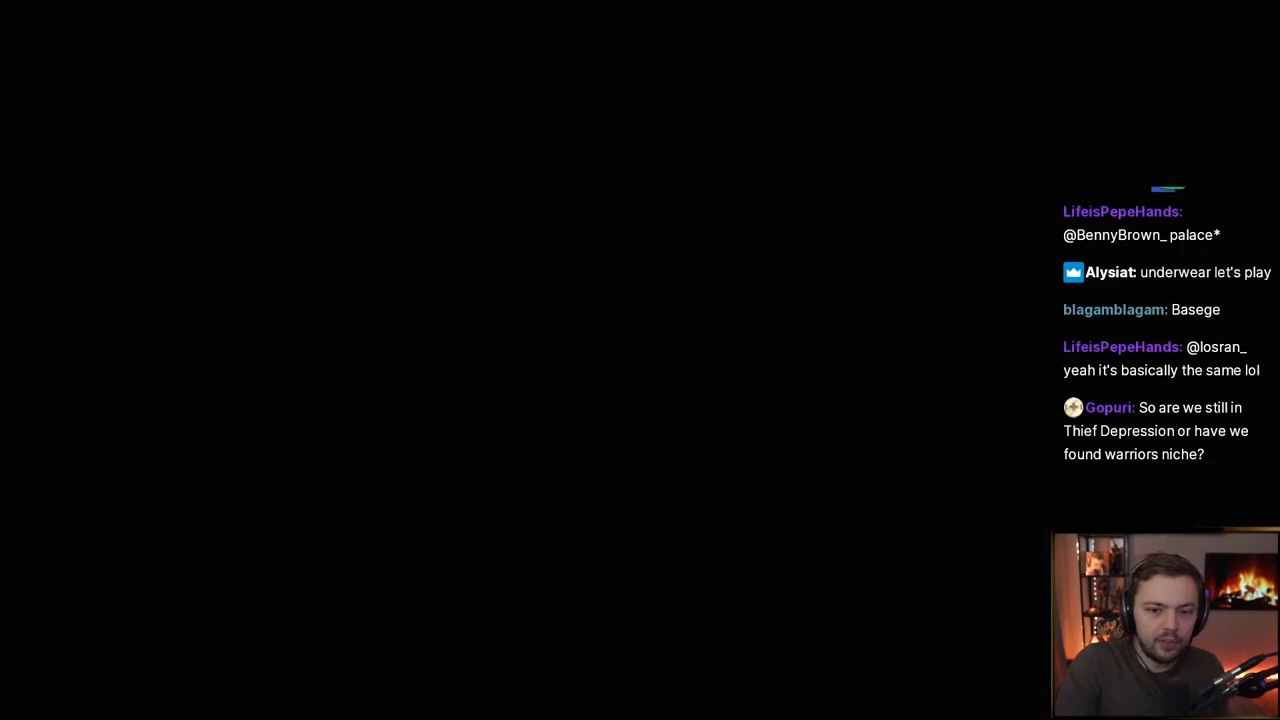 LifeisPepeHands:
@BennyBrown_ palace*
Alysiat: underwear let's play
blagamblagam: Basege
LifeisPepeHands: @losran_
yeah it's basically the same lol
Gopuri: So are we still in
Thief Depression or have we
found warriors niche?